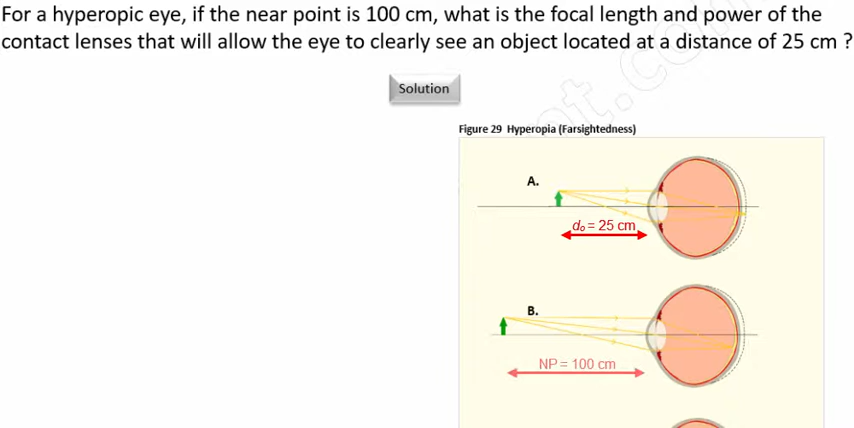 For a hyperopic eye, if the near point is 100 cm, what is the focal length and power of the
contact lenses that will allow the eye to clearly see an object located at a distance of 25 cm ?
Solution
Figure 29 Hyperopia (Farsightedness)
A.
dₒ = 25 cm
B.
NP = 100 cm